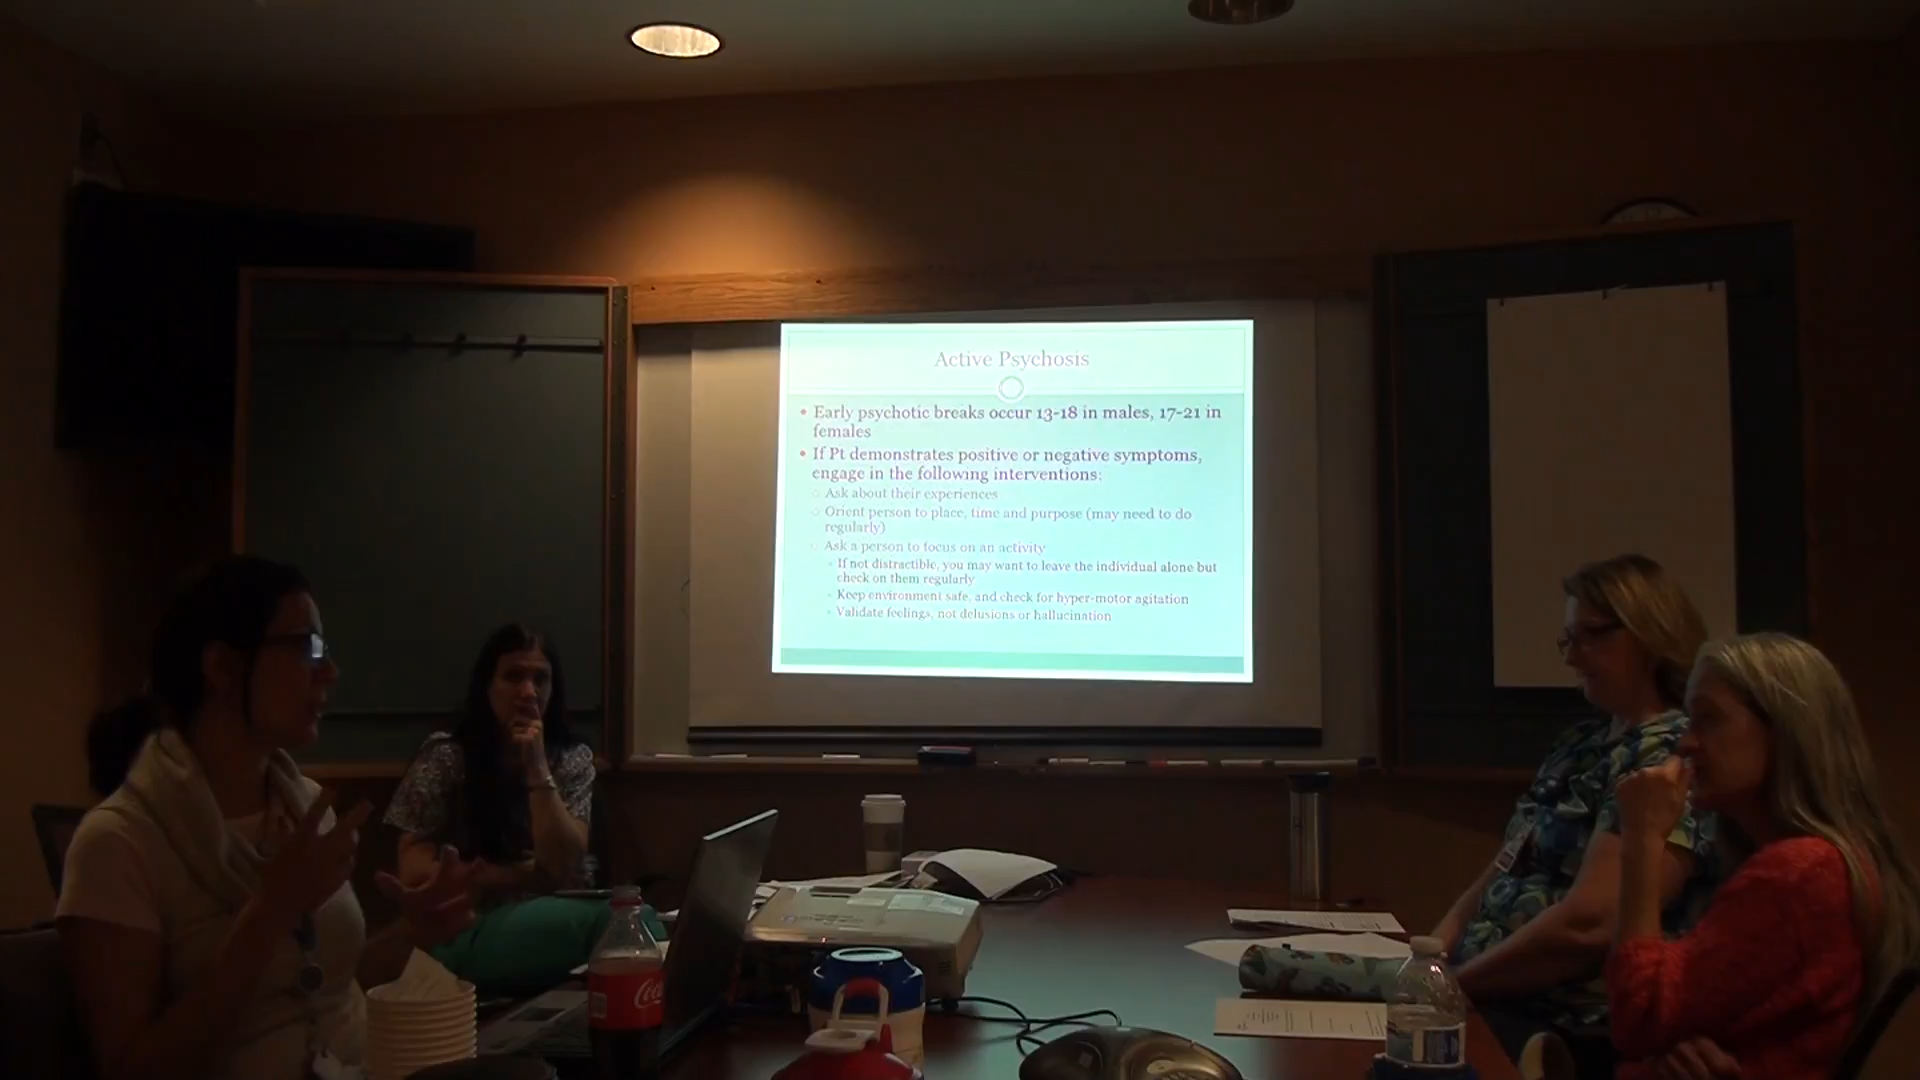 Active Psychosis
• Early psychotic breaks occur 13-18 in males, 17-21 in
females
• If Pt demonstrates positive or negative symptoms,
engage in the following interventions:
○ Ask about their experiences
○ Orient person to place, time and purpose (may need to do
regularly)
○ Ask a person to focus on an activity
If not distractible, you may want to leave the individual alone but
check on them regularly
Keep environment safe, and check for hyper-motor agitation
Validate feelings, not delusions or hallucination